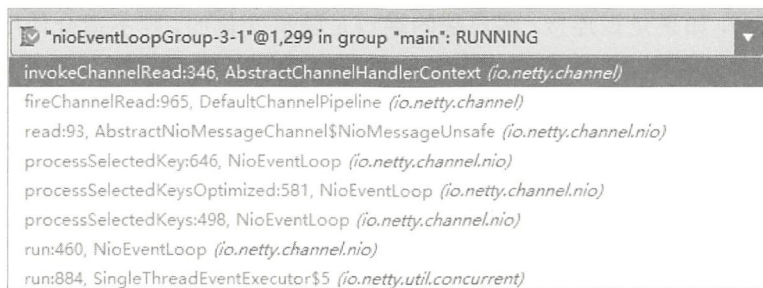 "nioEventLoopGroup-3-1"@1,299 in group "main": RUNNING
invokeChannelRead:346, AbstractChannelHandlerContext (io.netty.channel)
fireChannelRead:965, DefaultChannelPipeline (io.netty.channel)
read:93, AbstractNioMessageChannel$NioMessageUnsafe (io.netty.channel.nio)
processSelectedKey:646, NioEventLoop (io.netty.channel.nio)
processSelectedKeysOptimized:581, NioEventLoop (io.netty.channel.nio)
processSelectedKeys:498, NioEventLoop (io.netty.channel.nio)
run:460, NioEventLoop (io.netty.channel.nio)
run:884, SingleThreadEventExecutor$5 (io.netty.util.concurrent)